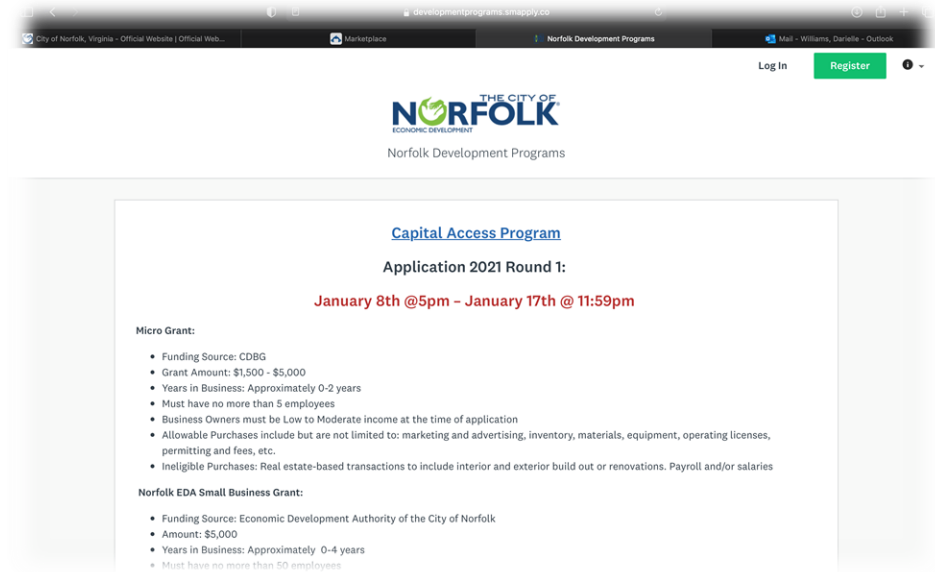 developmentprograms.smapply.co
City of Norfolk, Virginia - Official Website | Official Web...
Marketplace
Norfolk Development Programs
Mail - Williams, Darielle - Outlook
Log In
Register
THE CITY OF
NORFOLK
ECONOMIC DEVELOPMENT
Norfolk Development Programs
Capital Access Program
Application 2021 Round 1:
January 8th @5pm – January 17th @ 11:59pm
Micro Grant:
• Funding Source: CDBG
• Grant Amount: $1,500 - $5,000
• Years in Business: Approximately 0-2 years
• Must have no more than 5 employees
• Business Owners must be Low to Moderate income at the time of application
• Allowable Purchases include but are not limited to: marketing and advertising, inventory, materials, equipment, operating licenses,
permitting and fees, etc.
• Ineligible Purchases: Real estate-based transactions to include interior and exterior build out or renovations. Payroll and/or salaries
Norfolk EDA Small Business Grant:
• Funding Source: Economic Development Authority of the City of Norfolk
• Amount: $5,000
• Years in Business: Approximately 0-4 years
• Must have no more than 50 employees